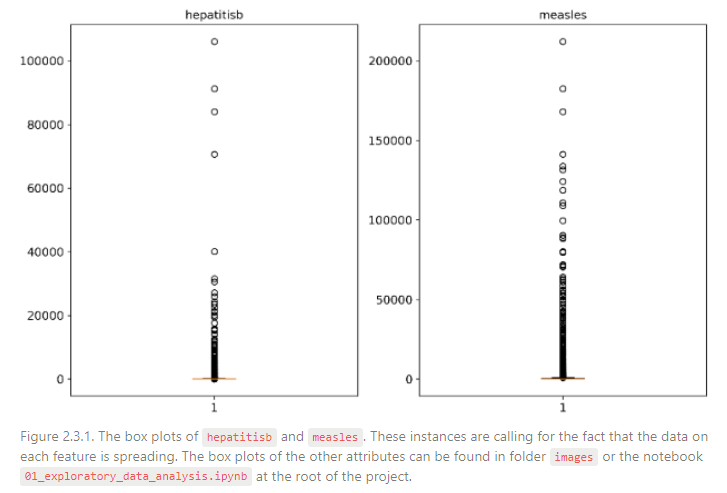 hepatitisb
measles
100000
80000
60000
40000
20000
0
1
200000
150000
100000
50000
0
1
Figure 2.3.1. The box plots of hepatitisb and measles . These instances are calling for the fact that the data on
each feature is spreading. The box plots of the other attributes can be found in folder images or the notebook
01_exploratory_data_analysis.ipynb at the root of the project.